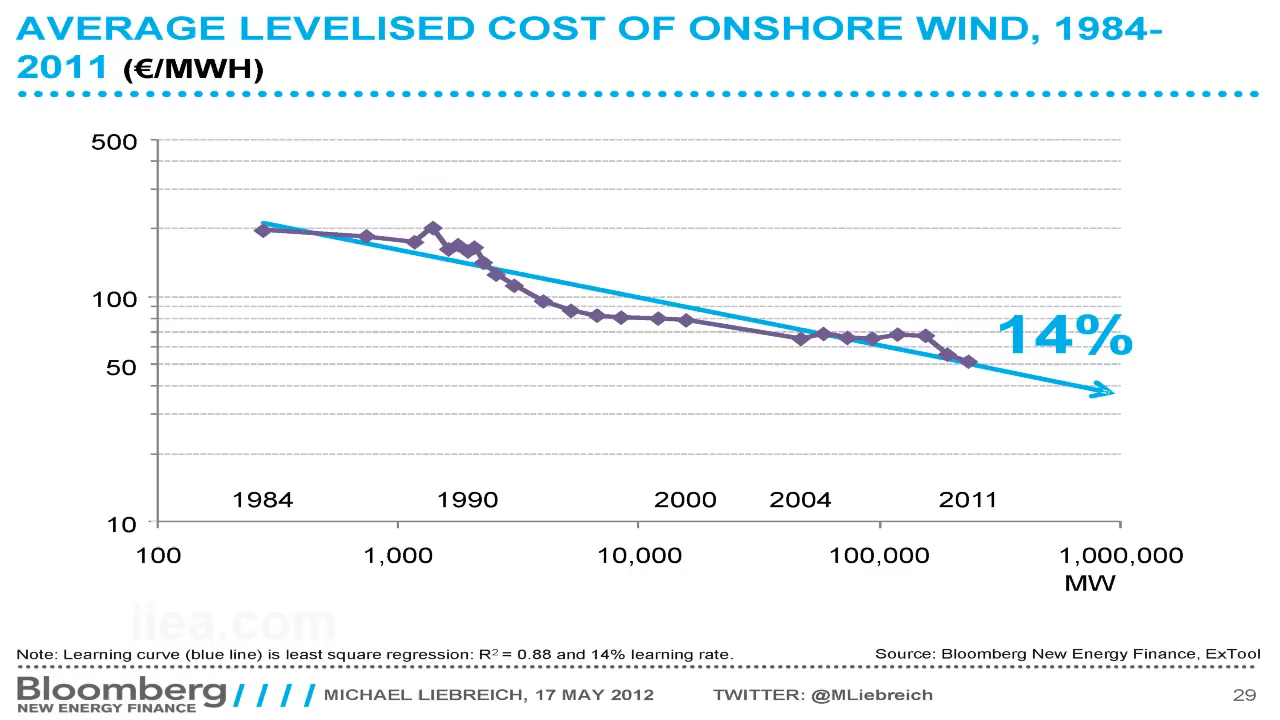 AVERAGE LEVELISED COST OF ONSHORE WIND, 1984-
2011 (€/MWH)
500
100
50
10
14%
1984 1990 2000 2004 2011
100 1,000 10,000 100,000 1,000,000
MW
iiea.com
Note: Learning curve (blue line) is least square regression: R² = 0.88 and 14% learning rate.
Source: Bloomberg New Energy Finance, ExTool
Bloomberg
NEW ENERGY FINANCE
//// MICHAEL LIEBREICH, 17 MAY 2012 TWITTER: @MLiebreich 29